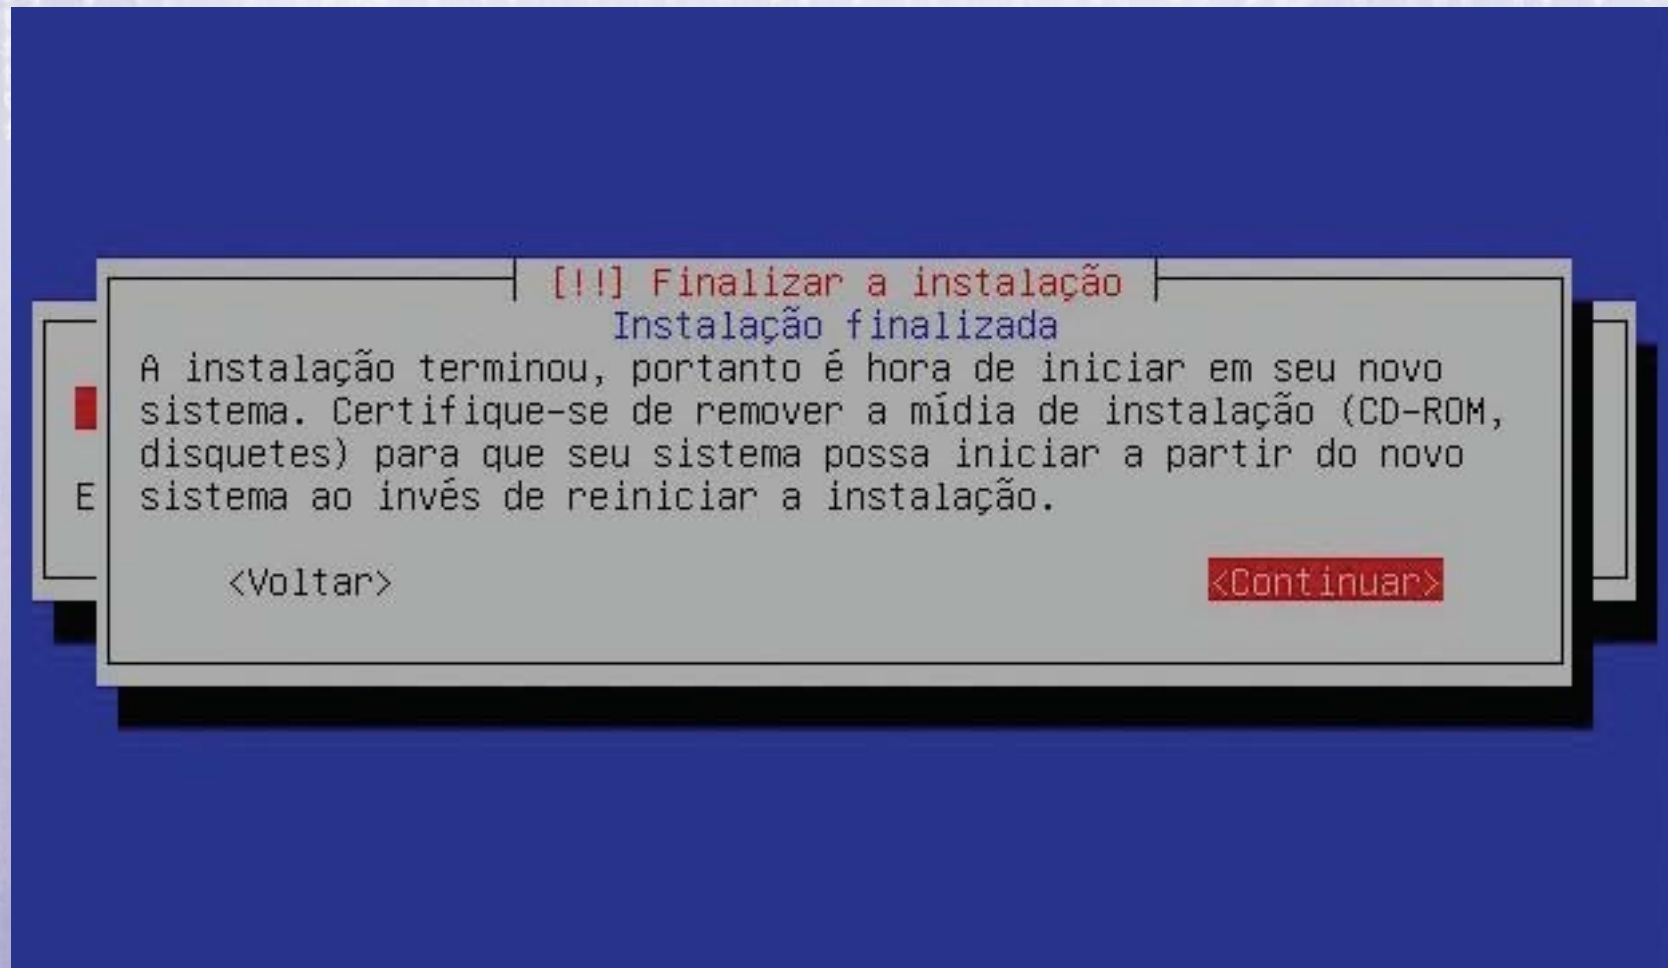 [!!] Finalizar a instalação
Instalação finalizada
A instalação terminou, portanto é hora de iniciar em seu novo
sistema. Certifique-se de remover a mídia de instalação (CD-ROM,
disquetes) para que seu sistema possa iniciar a partir do novo
E
sistema ao invés de reiniciar a instalação.
<Voltar>
<Continuar>